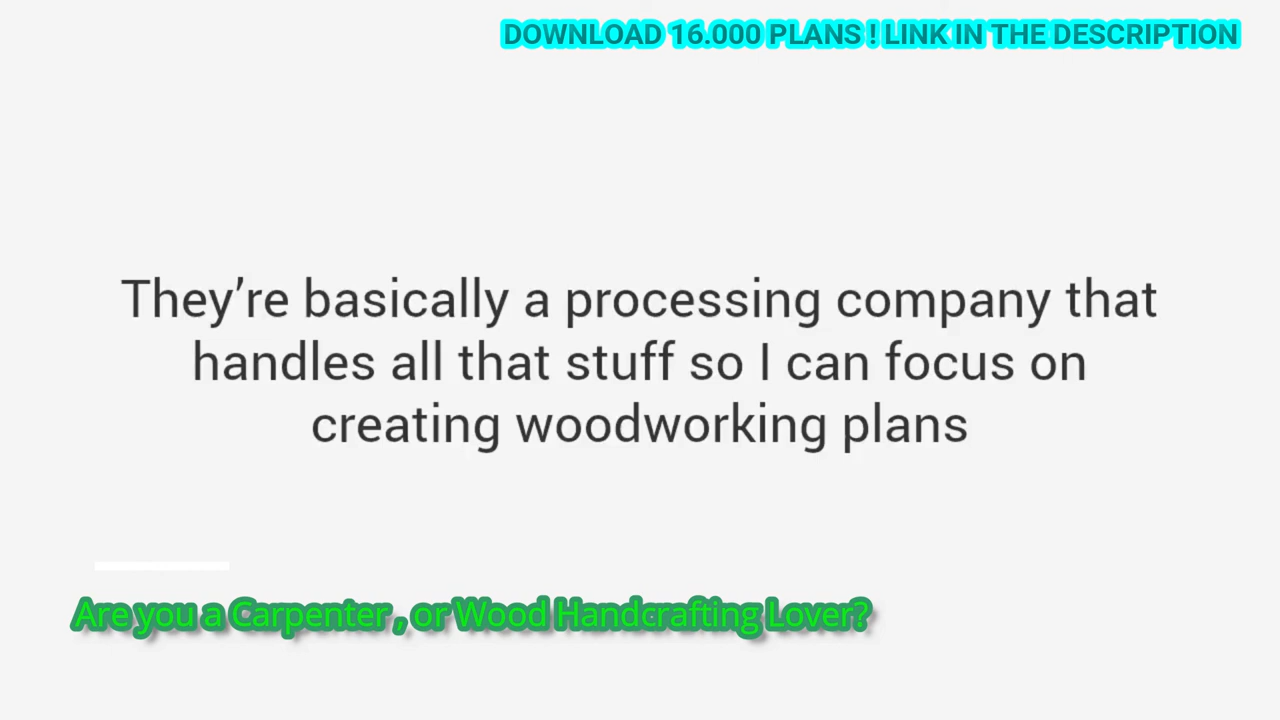 DOWNLOAD 16.000 PLANS ! LINK IN THE DESCRIPTION
They’re basically a processing company that
handles all that stuff so I can focus on
creating woodworking plans
Are you a Carpenter , or Wood Handcrafting Lover?